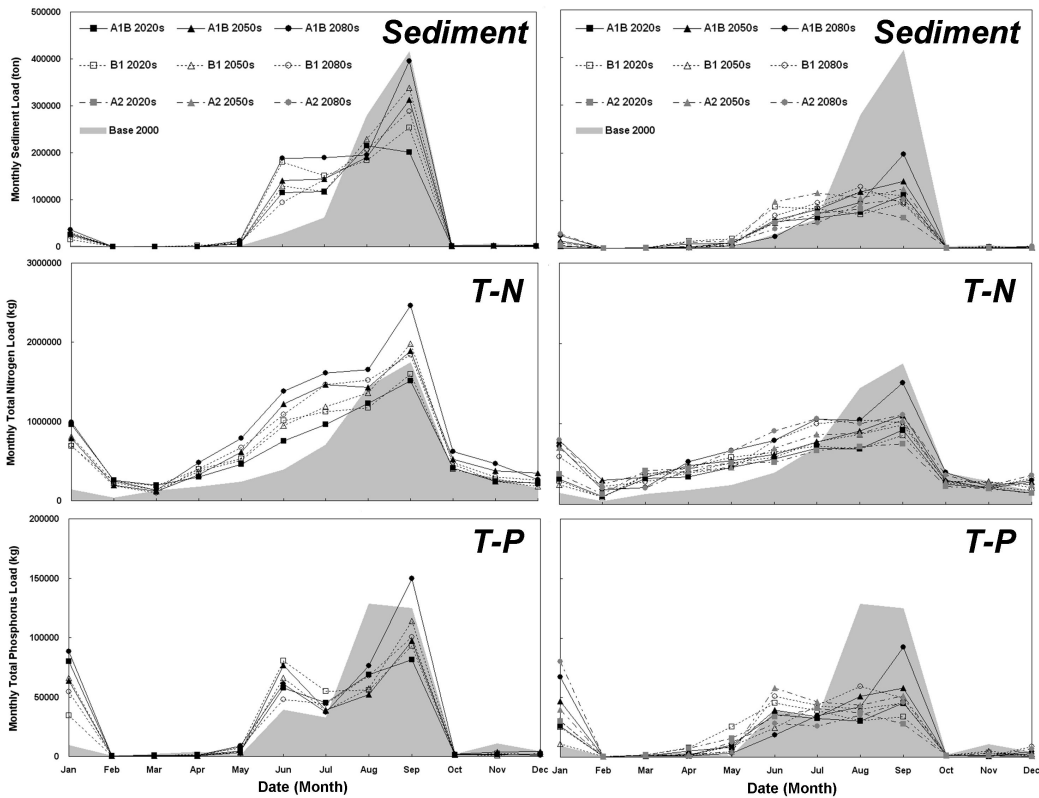 Sediment
Monthly Sediment Load (ton)
500000
400000
300000
200000
100000
0
A1B 2020s A1B 2050s A1B 2080s
B1 2020s B1 2050s B1 2080s
A2 2020s A2 2050s A2 2080s
Base 2000
Sediment
A1B 2020s A1B 2050s A1B 2080s
B1 2020s B1 2050s B1 2080s
A2 2020s A2 2050s A2 2080s
Base 2000
T-N
Monthly Total Nitrogen Load (kg)
3000000
2000000
1000000
0
T-N
T-P
Monthly Total Phosphorus Load (kg)
200000
150000
100000
50000
0
Jan Feb Mar Apr May Jun Jul Aug Sep Oct Nov Dec
Date (Month)
T-P
Jan Feb Mar Apr May Jun Jul Aug Sep Oct Nov Dec
Date (Month)